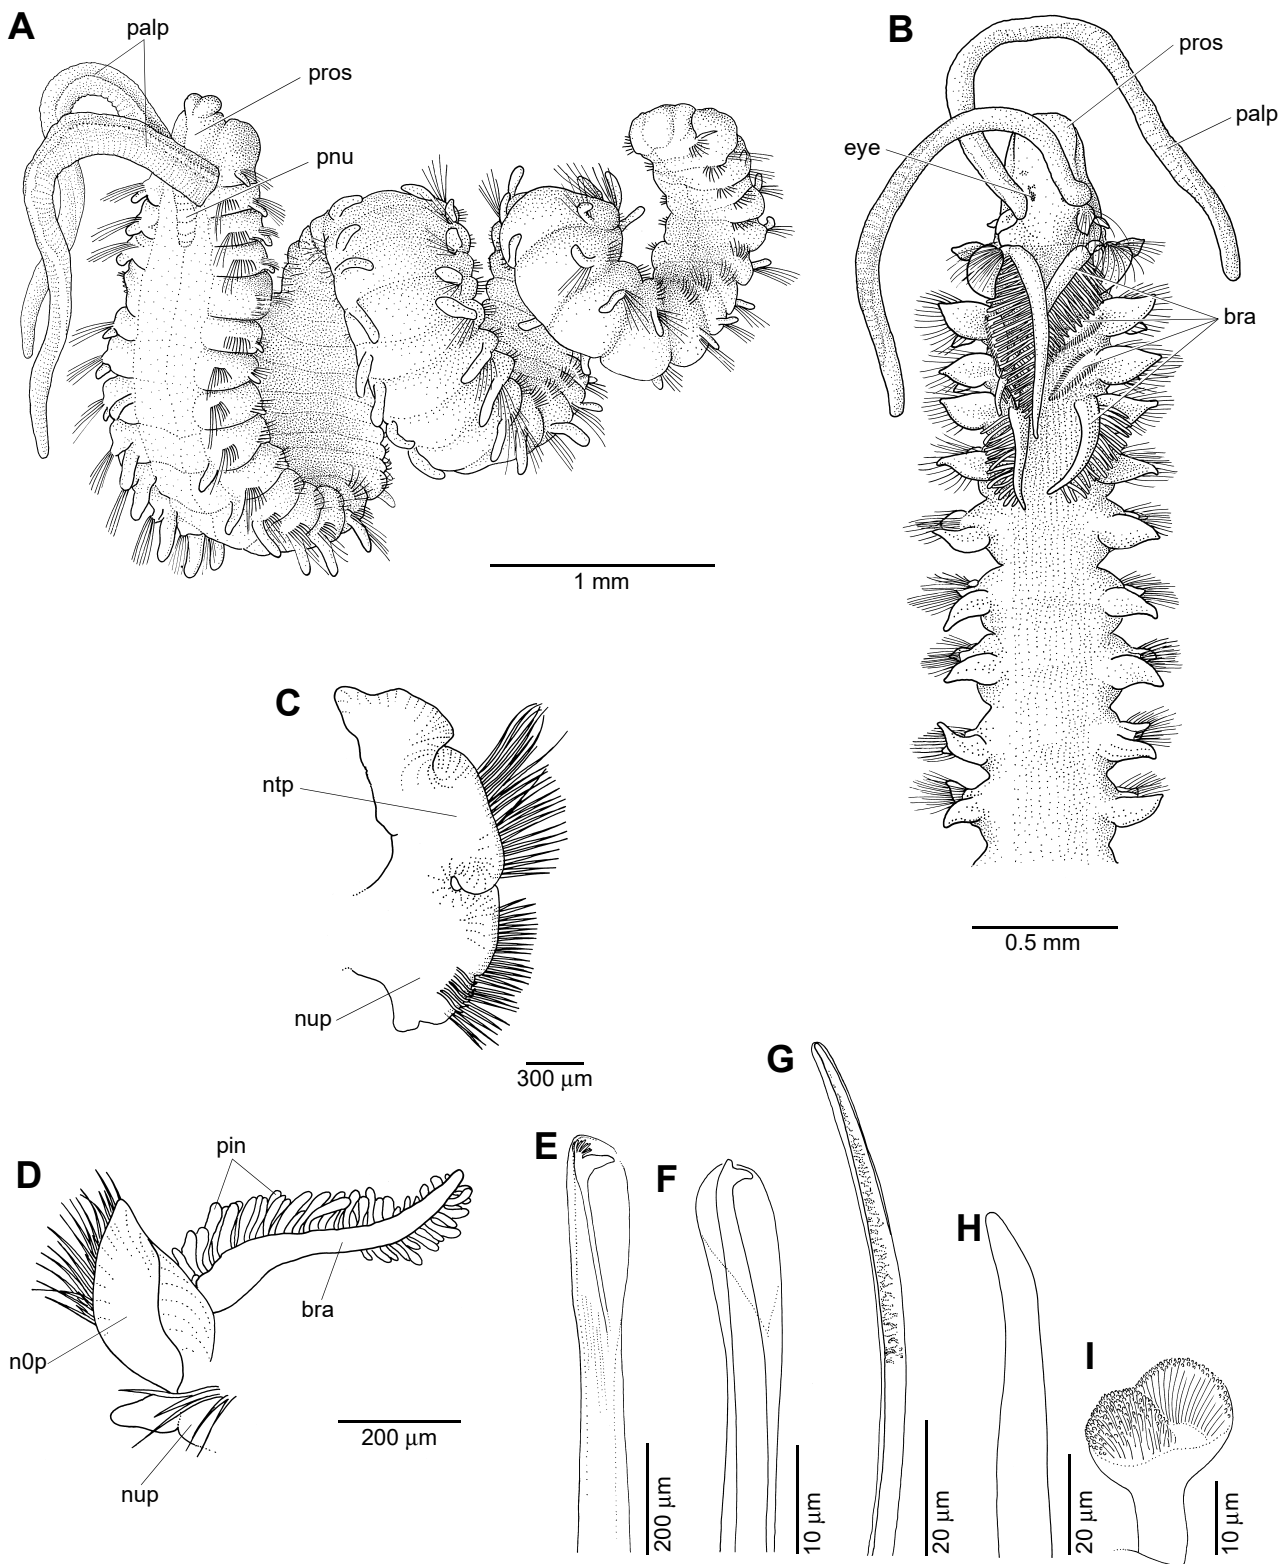 A
palp
pros
pnu
1 mm
B
pros
palp
eye
bra
0.5 mm
C
ntp
nup
300 μm
D
pin
bra
n0p
nup
200 μm
E
200 μm
F
10 μm
G
20 μm
H
20 μm
I
10 μm